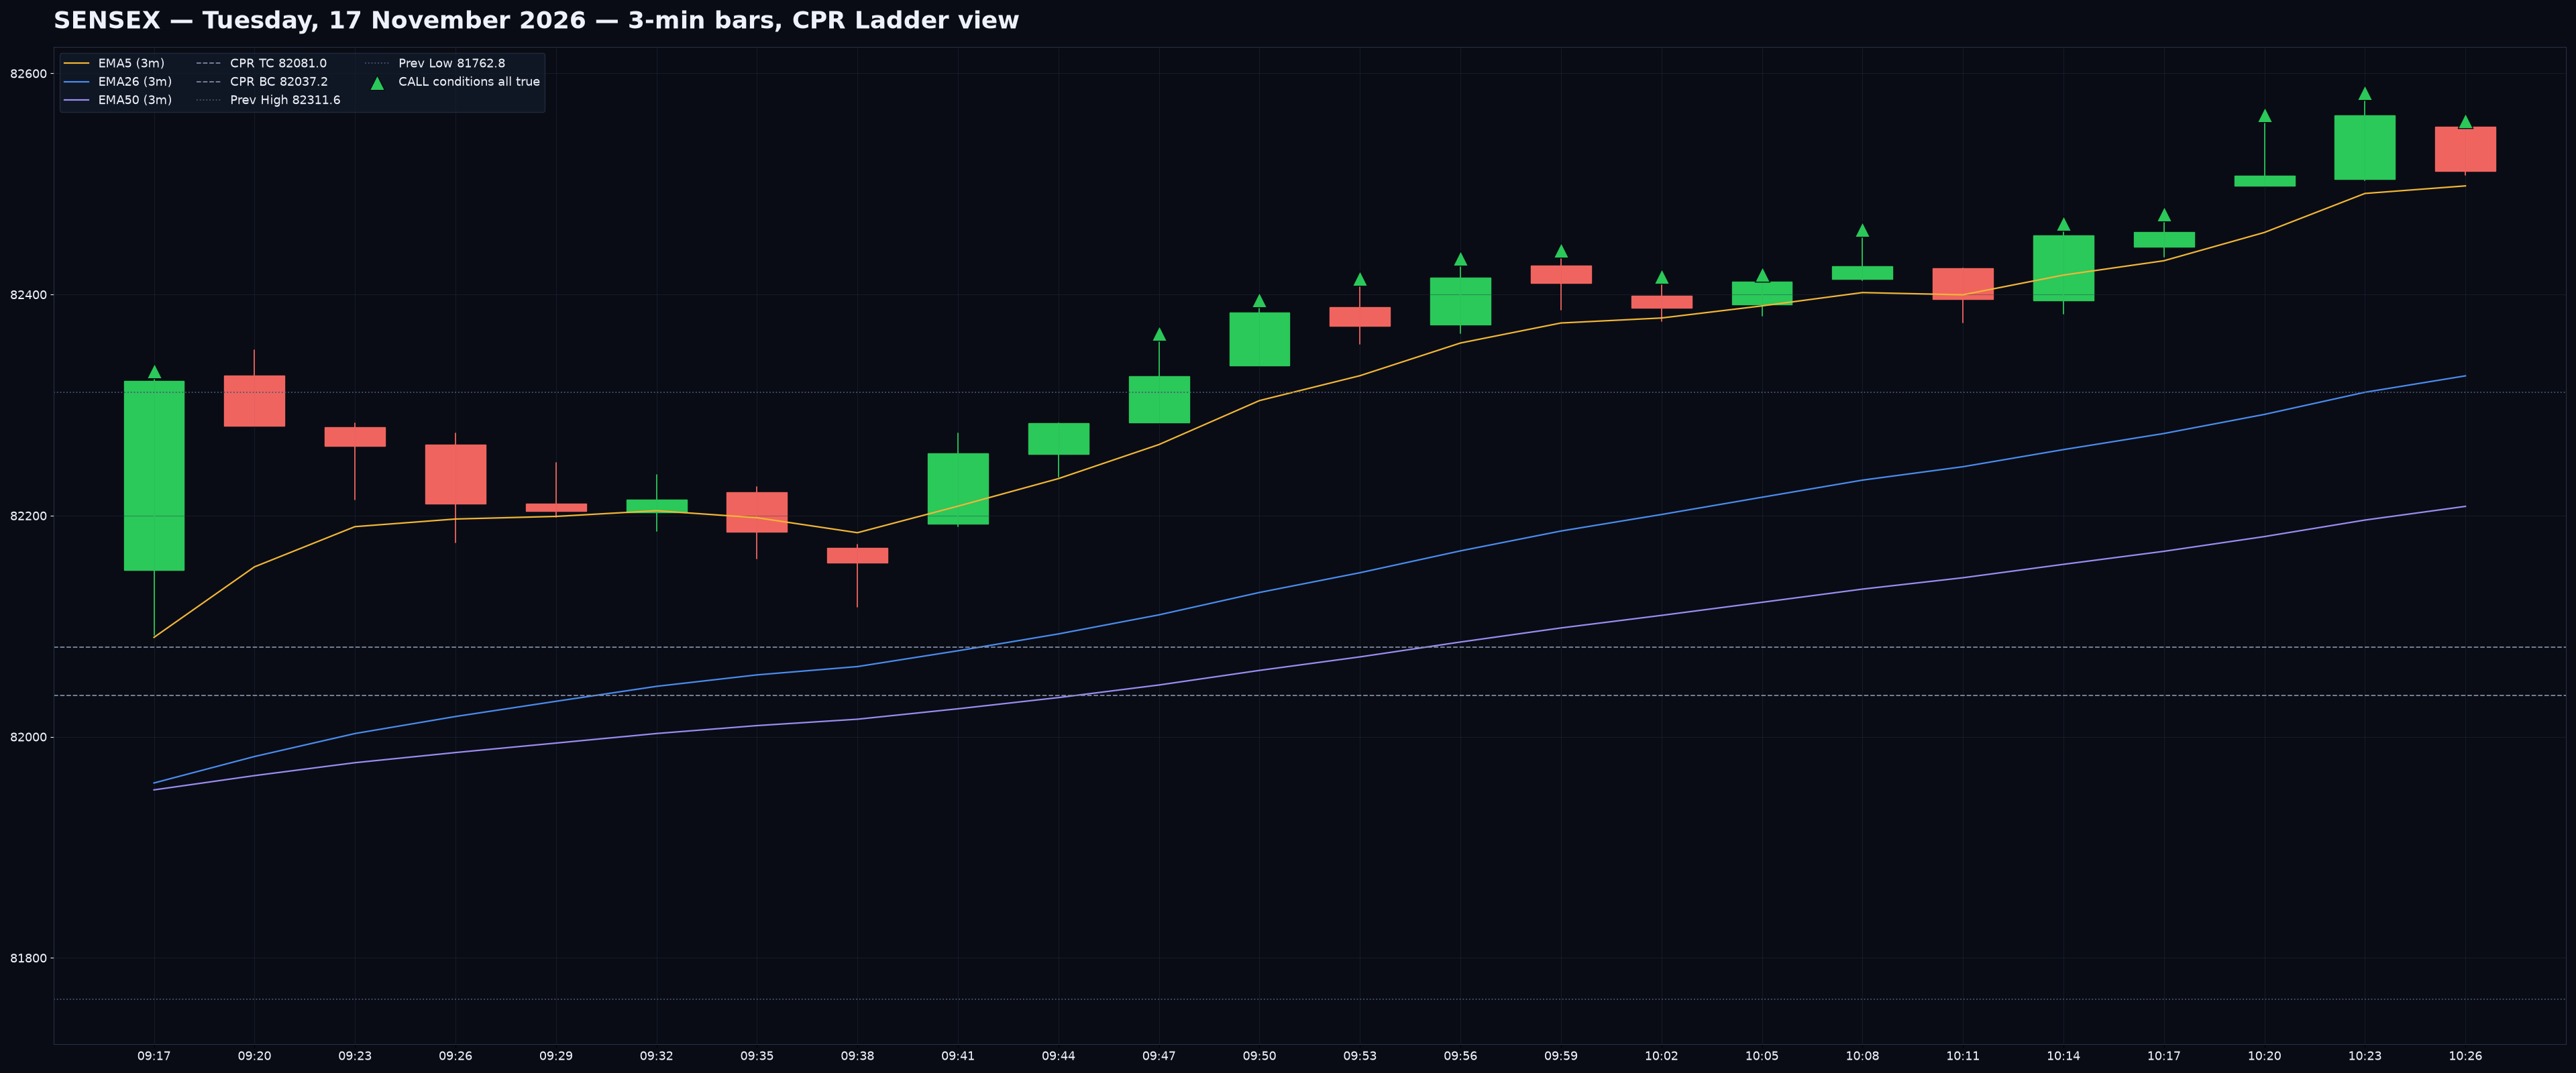 SENSEX — Tuesday, 17 November 2026 — 3-min bars, CPR Ladder view
EMA5 (3m)
EMA26 (3m)
EMA50 (3m)
CPR TC 82081.0
CPR BC 82037.2
Prev High 82311.6
Prev Low 81762.8
CALL conditions all true
82600
82400
82200
82000
81800
09:17 09:20 09:23 09:26 09:29 09:32 09:35 09:38 09:41 09:44 09:47 09:50 09:53 09:56 09:59 10:02 10:05 10:08 10:11 10:14 10:17 10:20 10:23 10:26